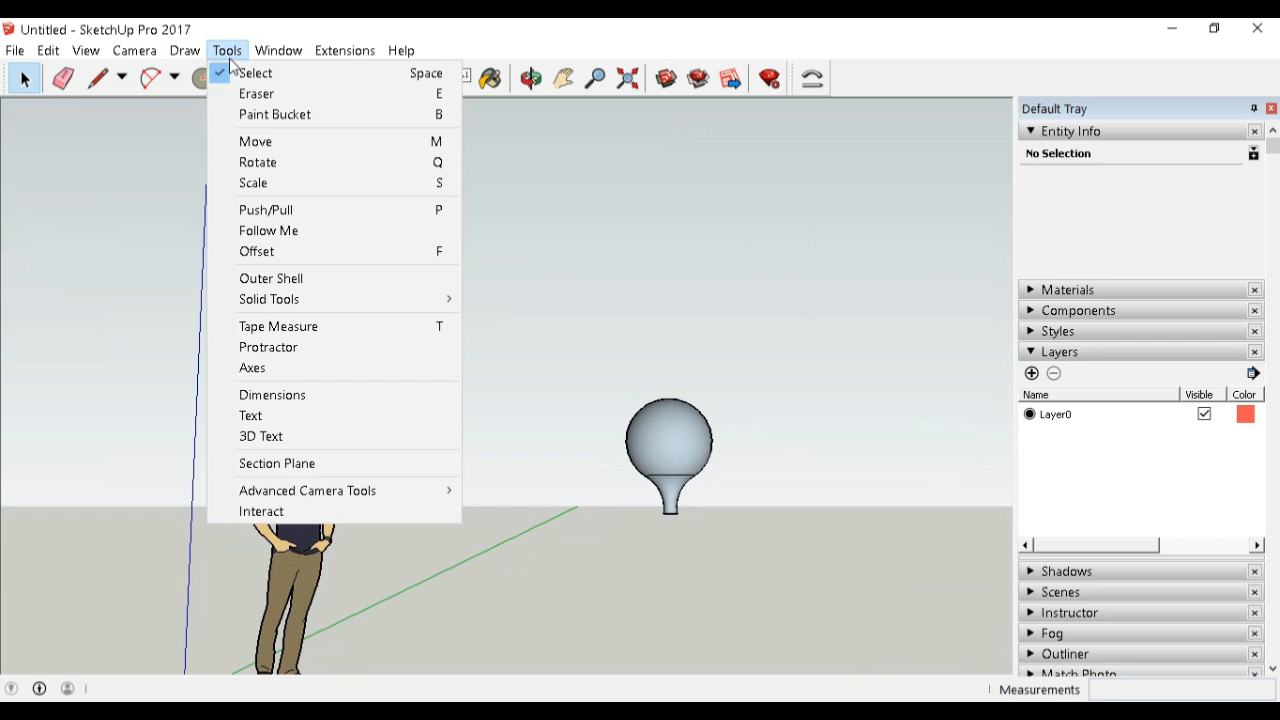 Untitled - SketchUp Pro 2017
File Edit View Camera Draw Tools Window Extensions Help
Select Space
Eraser E
Paint Bucket B
Move M
Rotate Q
Scale S
Push/Pull P
Follow Me
Offset F
Outer Shell
Solid Tools
Tape Measure T
Protractor
Axes
Dimensions
Text
3D Text
Section Plane
Advanced Camera Tools
Interact
Default Tray
Entity Info
No Selection
Materials
Components
Styles
Layers
Name Visible Color
Layer0
Shadows
Scenes
Instructor
Fog
Outliner
Match Photo
Measurements